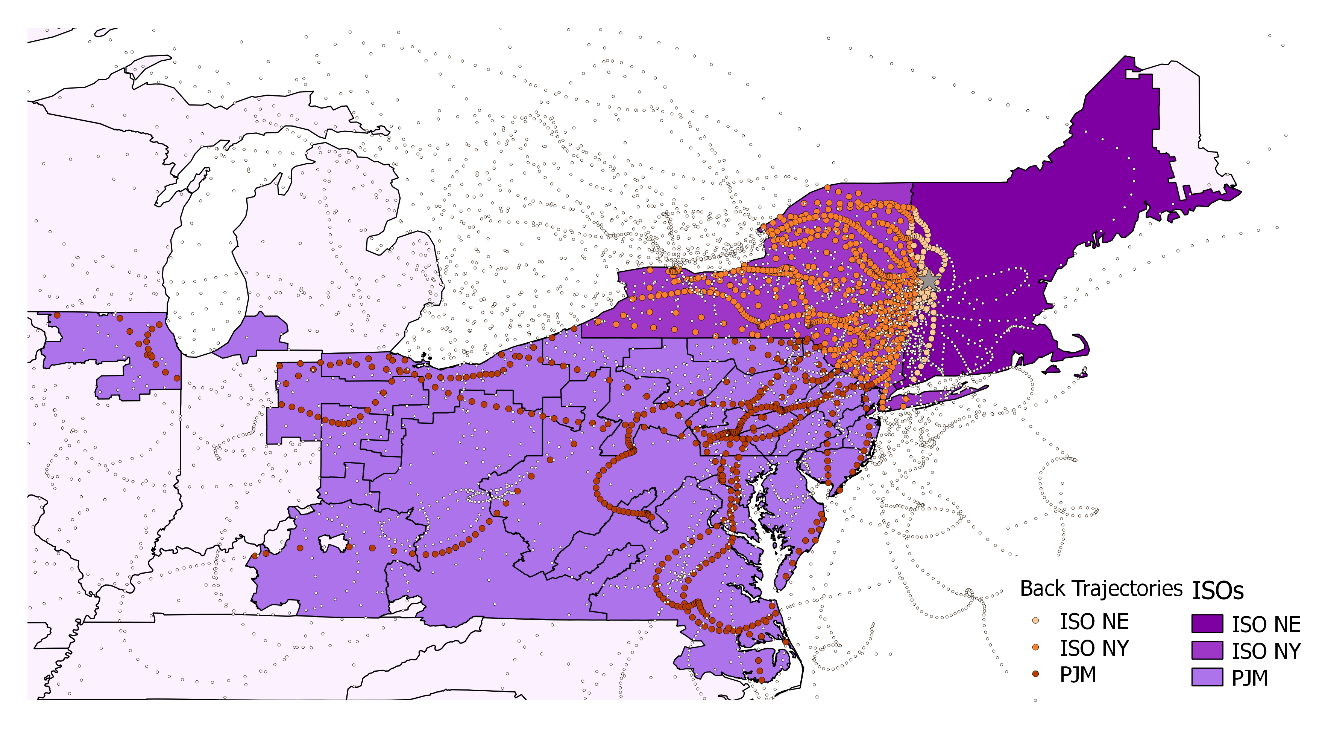 Back Trajectories ISOs
ISO NE ISO NE
ISO NY ISO NY
PJM PJM